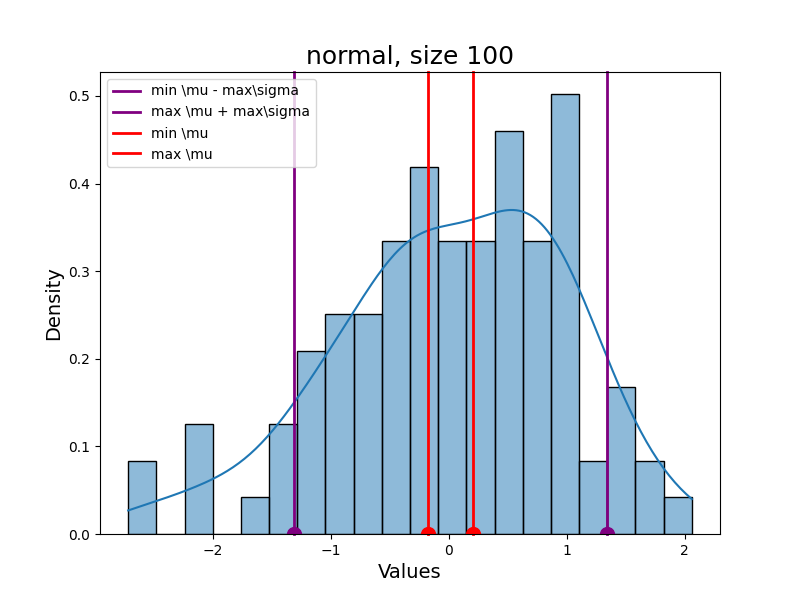 normal, size 100
min \mu - max\sigma
max \mu + max\sigma
min \mu
max \mu
0.5
0.4
0.3
0.2
0.1
0.0
Density
−2
−1
0
1
2
Values